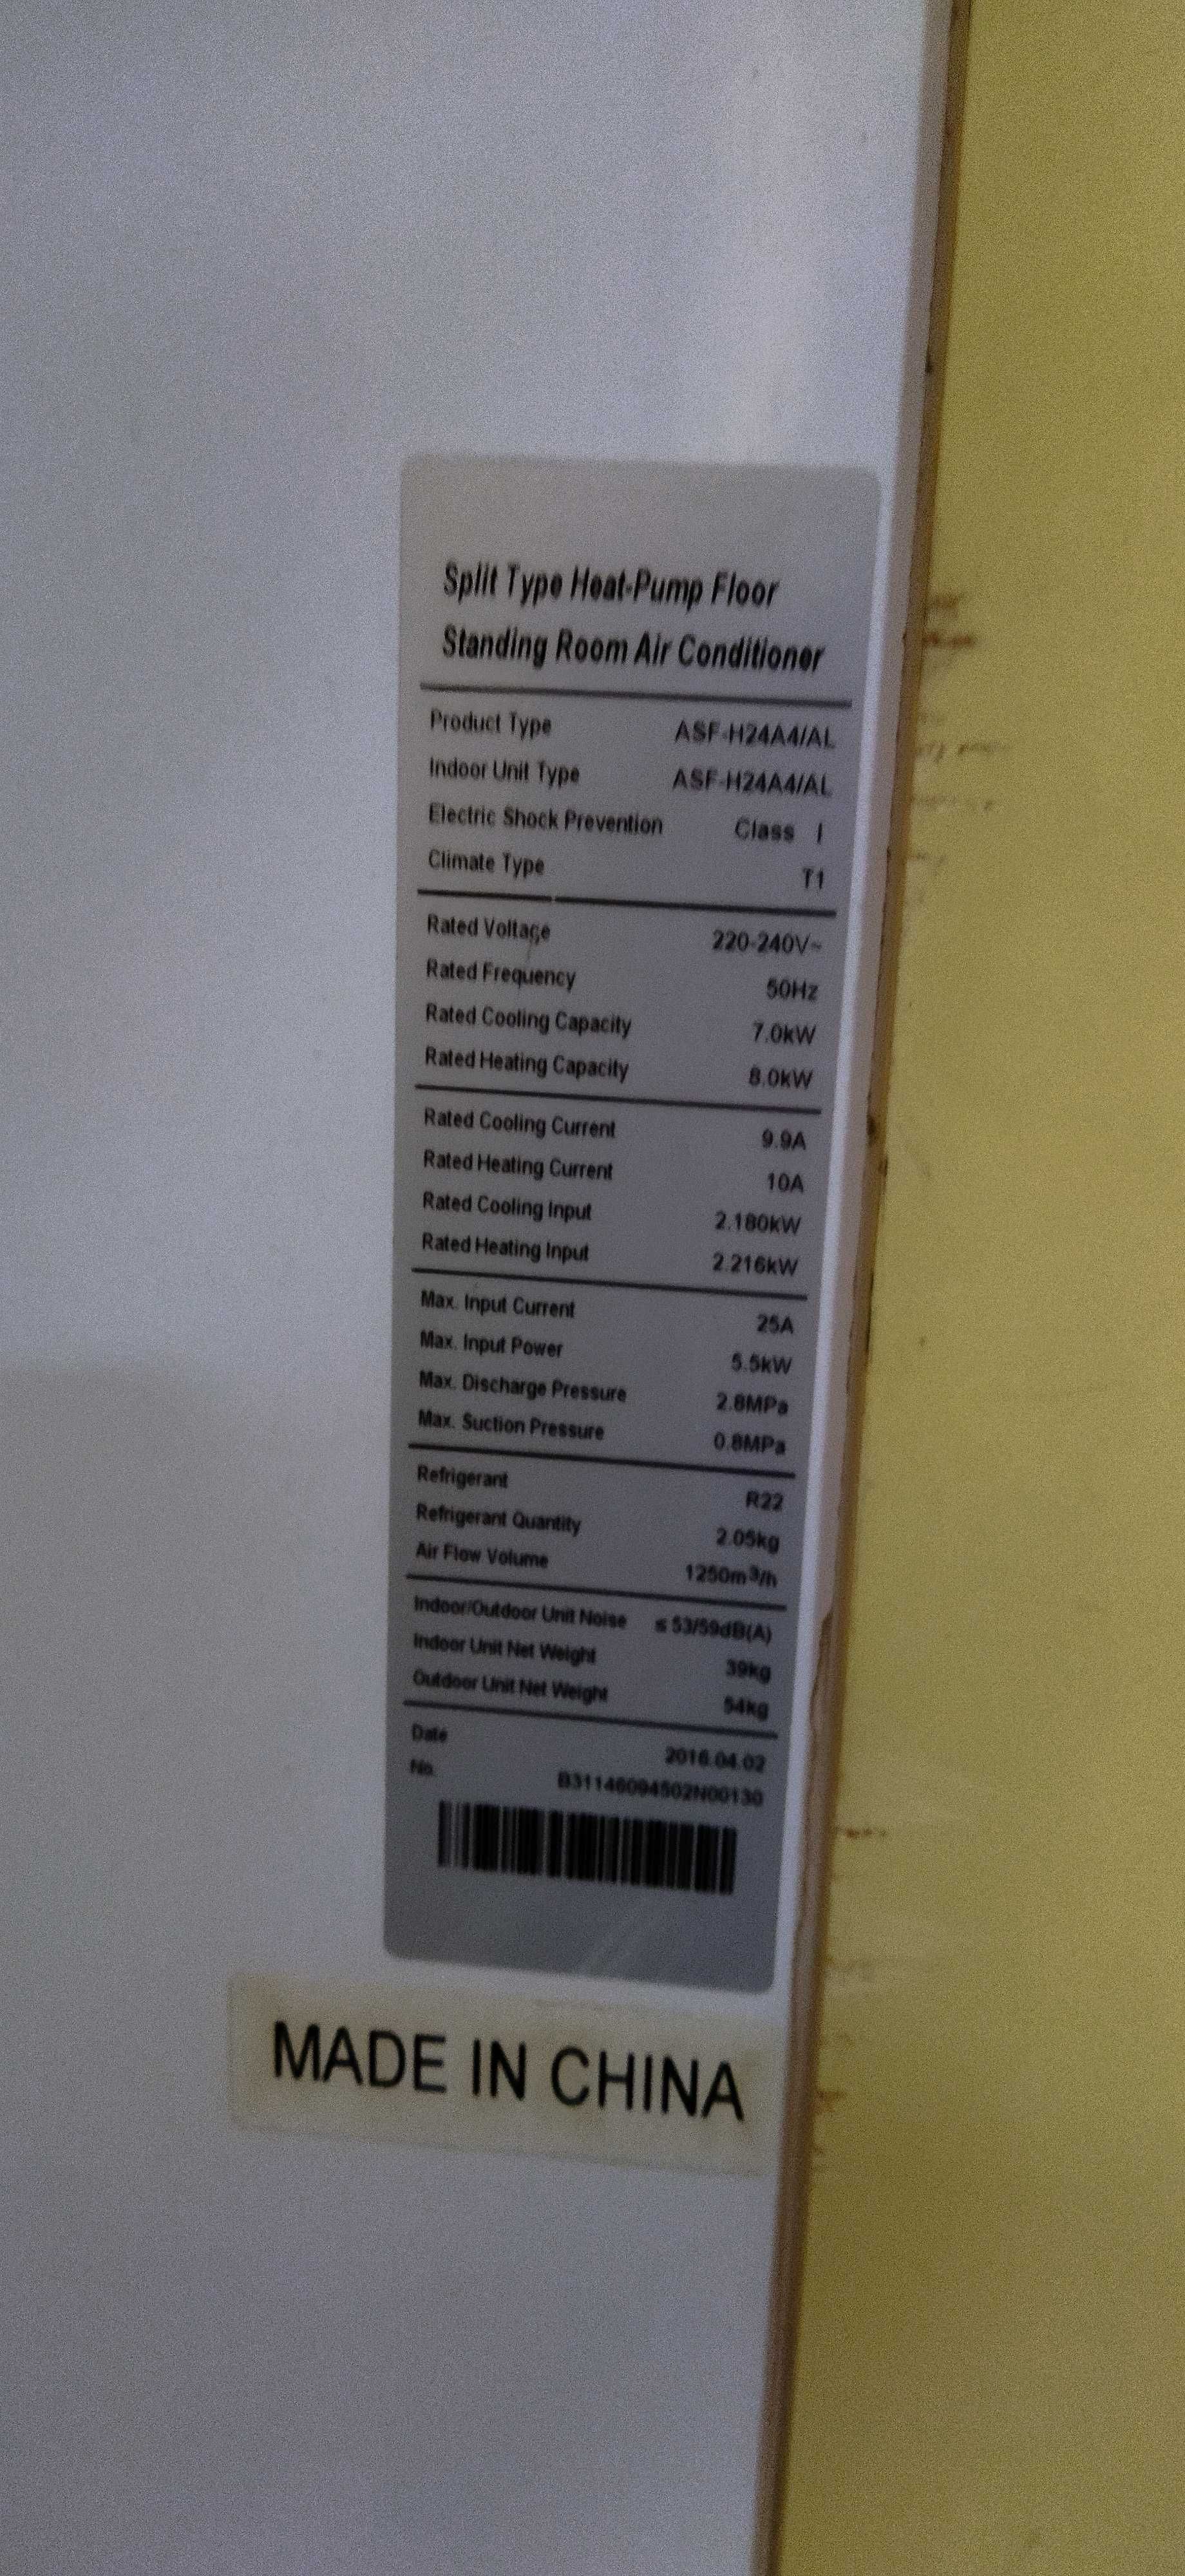 Split Type Heat-Pump Floor
Standing Room Air Conditioner
Product Type ASF-H24A4/AL
Indoor Unit Type ASF-H24A4/AL
Electric Shock Prevention Class I
Climate Type T1
Rated Voltage 220-240V~
Rated Frequency 50Hz
Rated Cooling Capacity 7.0kW
Rated Heating Capacity 8.0kW
Rated Cooling Current 9.9A
Rated Heating Current 10A
Rated Cooling Input 2.180kW
Rated Heating Input 2.216kW
Max. Input Current 25A
Max. Input Power 5.5kW
Max. Discharge Pressure 2.8MPa
Max. Suction Pressure 0.8MPa
Refrigerant R22
Refrigerant Quantity 2.05kg
Air Flow Volume 1250m³/h
Indoor/Outdoor Unit Noise ≤ 53/59dB(A)
Indoor Unit Net Weight 39kg
Outdoor Unit Net Weight 54kg
Date 2016.04.02
No. B31146094502N00130
MADE IN CHINA